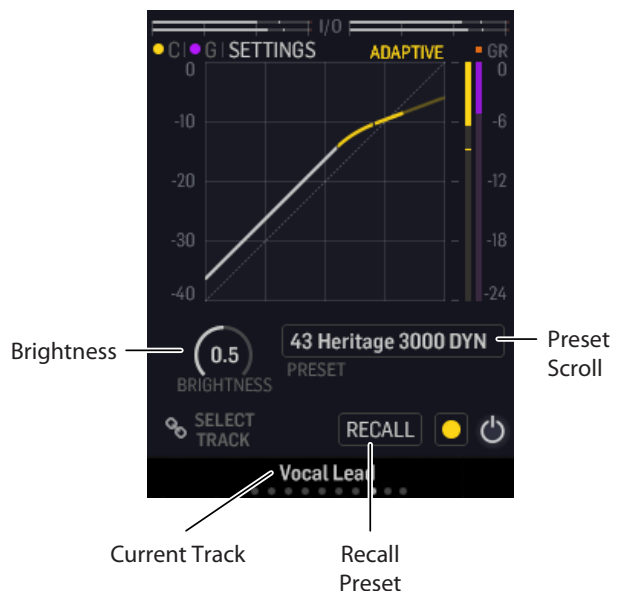 I/O
C | G | SETTINGS ADAPTIVE GR
0 0
-10 -6
-20 -12
-30 -18
-40 -24
Brightness
0.5
BRIGHTNESS
43 Heritage 3000 DYN
PRESET
Preset
Scroll
SELECT
TRACK
RECALL
Vocal Lead
Current Track
Recall
Preset